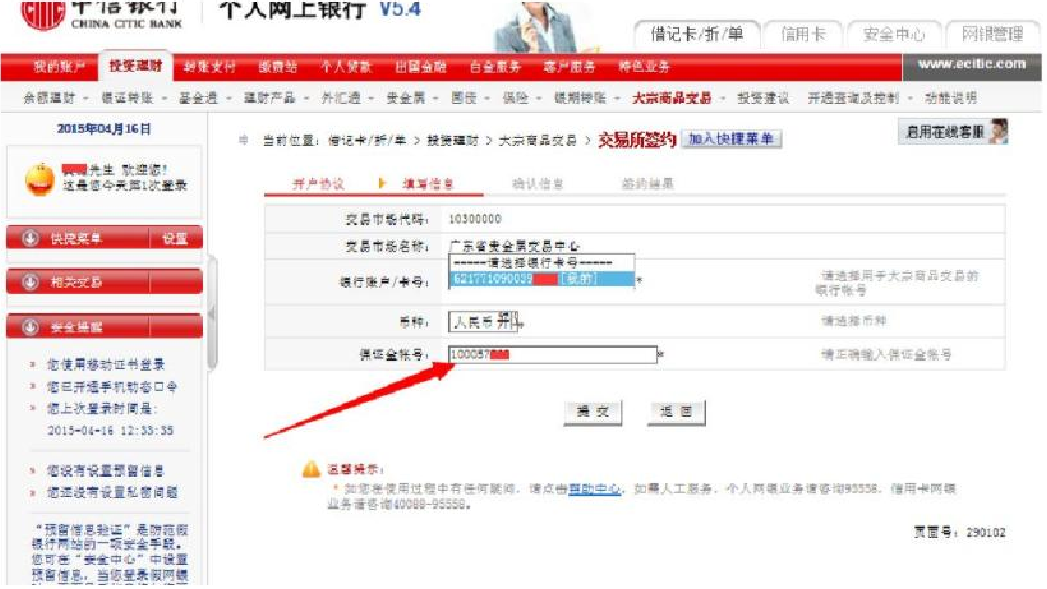 中信银行 个人网上银行 V5.4
CHINA CITIC BANK
借记卡/折/单 信用卡 安全中心 网银管理
我的账户 投资理财 转账支付 缴费站 个人贷款 出国金融 白金服务 客户服务 特色业务 www.ecitic.com
余额理财 银证转账 基金通 理财产品 外汇通 贵金属 国债 保险 银期转账 大宗商品交易 投资建议 开通查询及控制 功能说明
2015年04月16日
当前位置：借记卡/折/单 > 投资理财 > 大宗商品交易 > 交易所签约 加入快捷菜单
启用在线客服
先生 欢迎您!
这是您今天第1次登录
开户协议 填写信息 确认信息 签约结果
交易市场代码： 10300000
交易市场名称： 广东省贵金属交易中心
-----请选择银行卡号-----
银行账户/卡号： 621771090039 [我的] *
请选择用于大宗商品交易的
银行帐号
币种： 人民币
请选择币种
保证金帐号： 100057 *
请正确输入保证金帐号
提 交 返 回
快捷菜单 设置
相关交易
安全提醒
» 您使用移动证书登录
» 您已开通手机动态口令
» 您上次登录时间是:
2015-04-16 12:33:35
» 您没有设置预留信息
» 您还没有设置私密问题
“预留信息验证”是防范假
银行网站的一项安全手段。
您可在“安全中心”中设置
预留信息，当您登录假网银
温馨提示：
* 如您在使用过程中有任何疑问，请点击帮助中心，如需人工服务，个人网银业务请咨询95558，信用卡网银
业务请咨询40088-95558。
页面号：290102